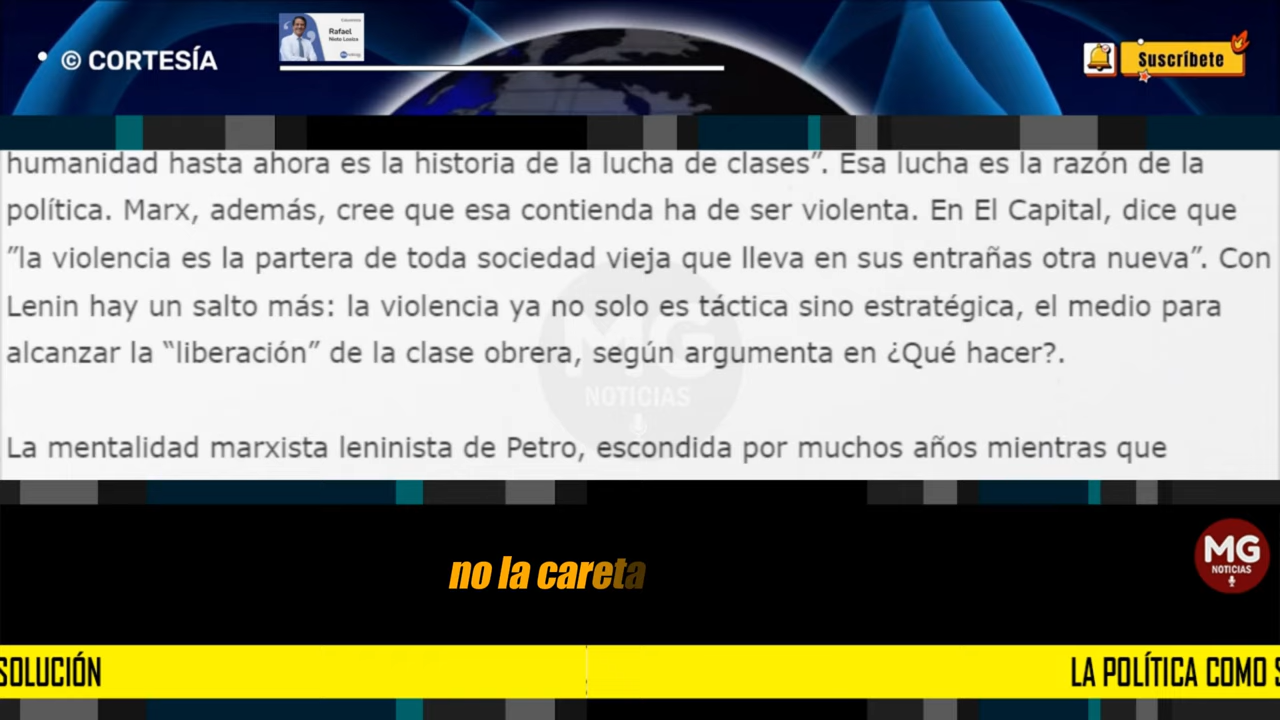 © CORTESÍA
Columnista
Rafael
Nieto Loaiza
Suscríbete
humanidad hasta ahora es la historia de la lucha de clases”. Esa lucha es la razón de la
política. Marx, además, cree que esa contienda ha de ser violenta. En El Capital, dice que
”la violencia es la partera de toda sociedad vieja que lleva en sus entrañas otra nueva”. Con
Lenin hay un salto más: la violencia ya no solo es táctica sino estratégica, el medio para
alcanzar la “liberación” de la clase obrera, según argumenta en ¿Qué hacer?.
MG
NOTICIAS
La mentalidad marxista leninista de Petro, escondida por muchos años mientras que
no la careta
MG
NOTICIAS
SOLUCIÓN
LA POLÍTICA COMO S